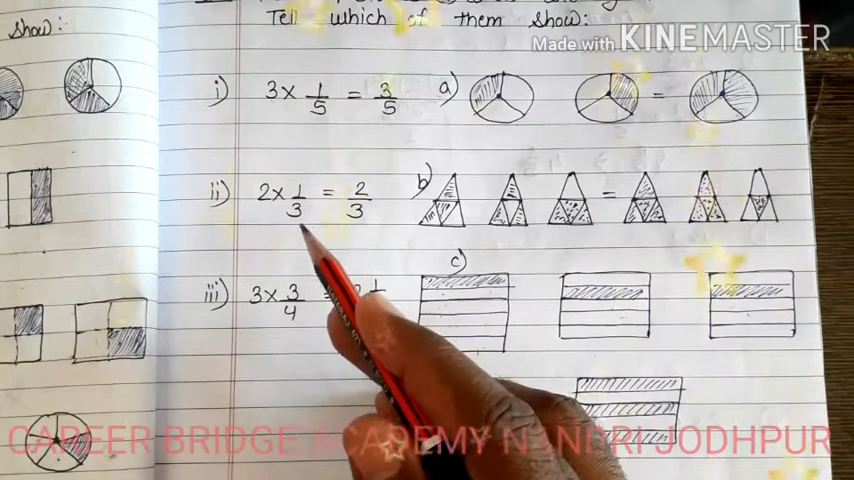 Show:
Tell which of them show:
Made with KINEMASTER
i) 3 × 1/5 = 3/5 a) =
ii) 2 × 1/3 = 2/3 b) =
c)
iii) 3 × 3/4 =
CAREER BRIDGE ACADEMY NANDRI JODHPUR